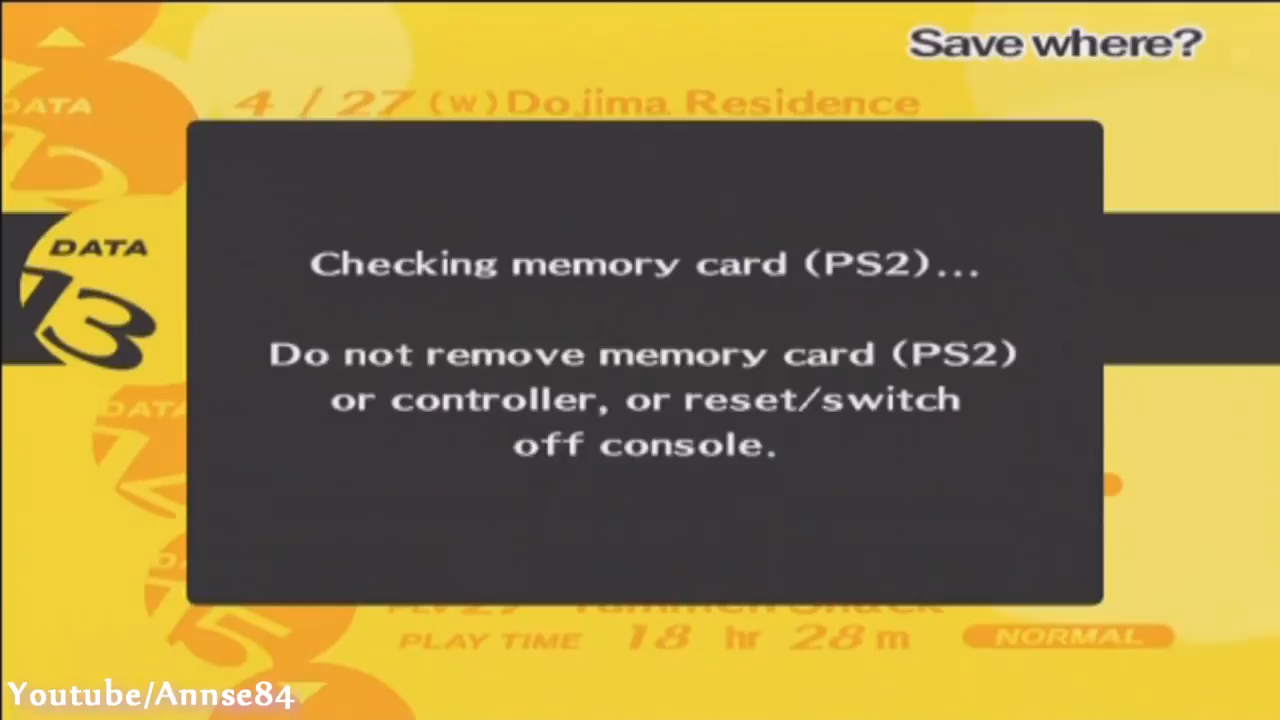 Save where?
DATA
4 / 27 (W) Dojima Residence
DATA
13
Checking memory card (PS2)...
Do not remove memory card (PS2)
or controller, or reset/switch
off console.
DATA
PLAY TIME 18 hr 28 m NORMAL
Youtube/Annse84